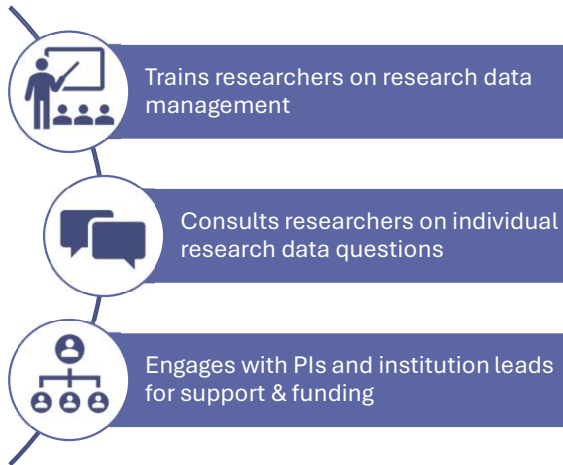 Trains researchers on research data
management
Consults researchers on individual
research data questions
Engages with PIs and institution leads
for support & funding